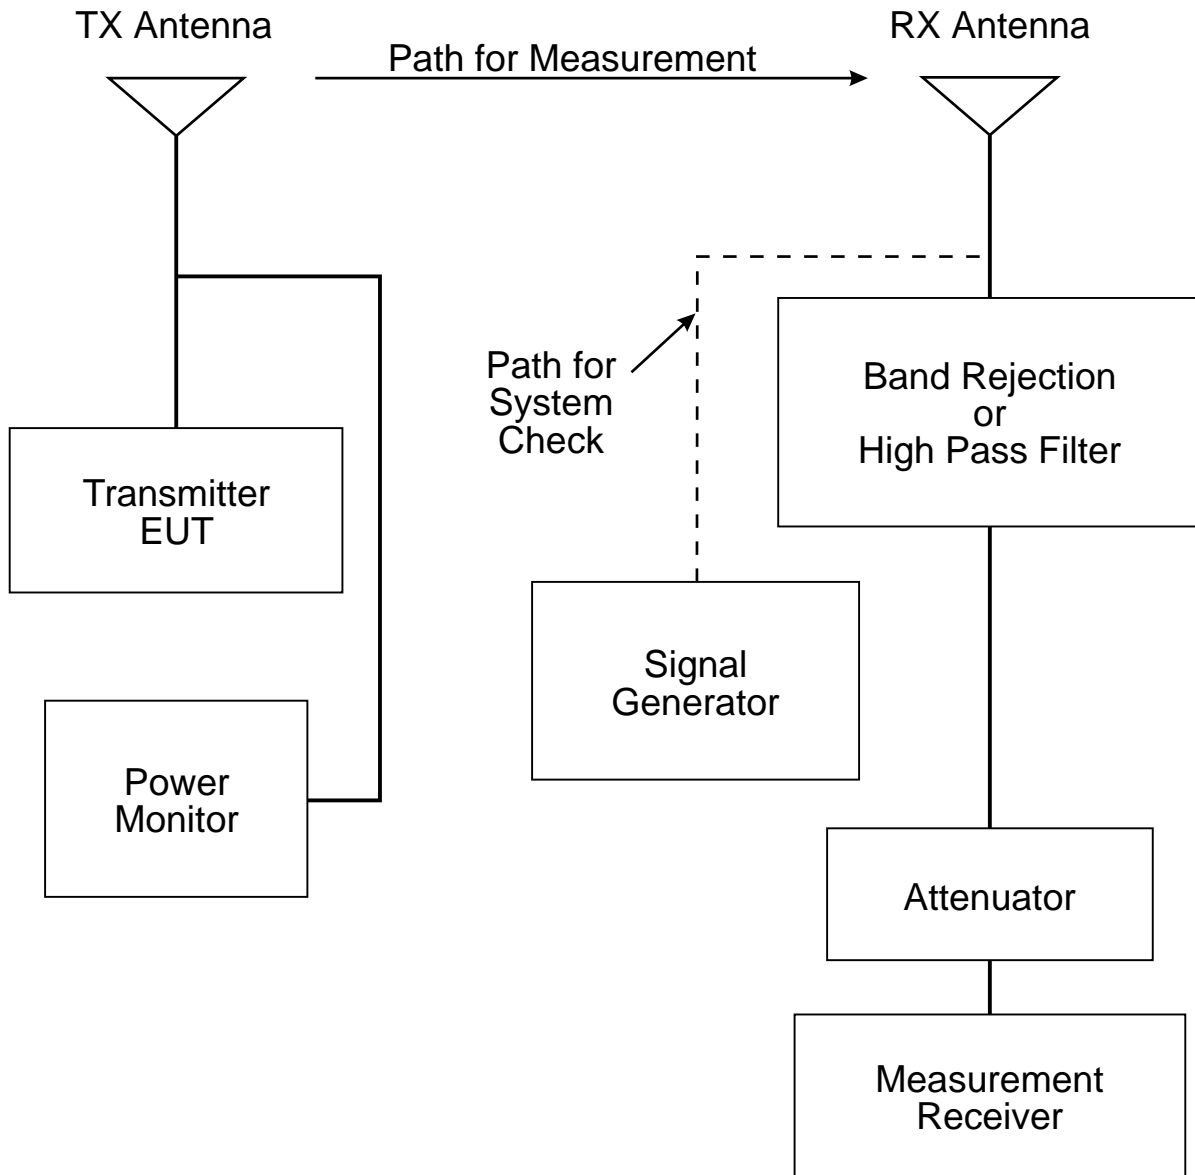 TX Antenna
RX Antenna
Path for Measurement
Path for
System
Check
Band Rejection
or
High Pass Filter
Transmitter
EUT
Signal
Generator
Power
Monitor
Attenuator
Measurement
Receiver